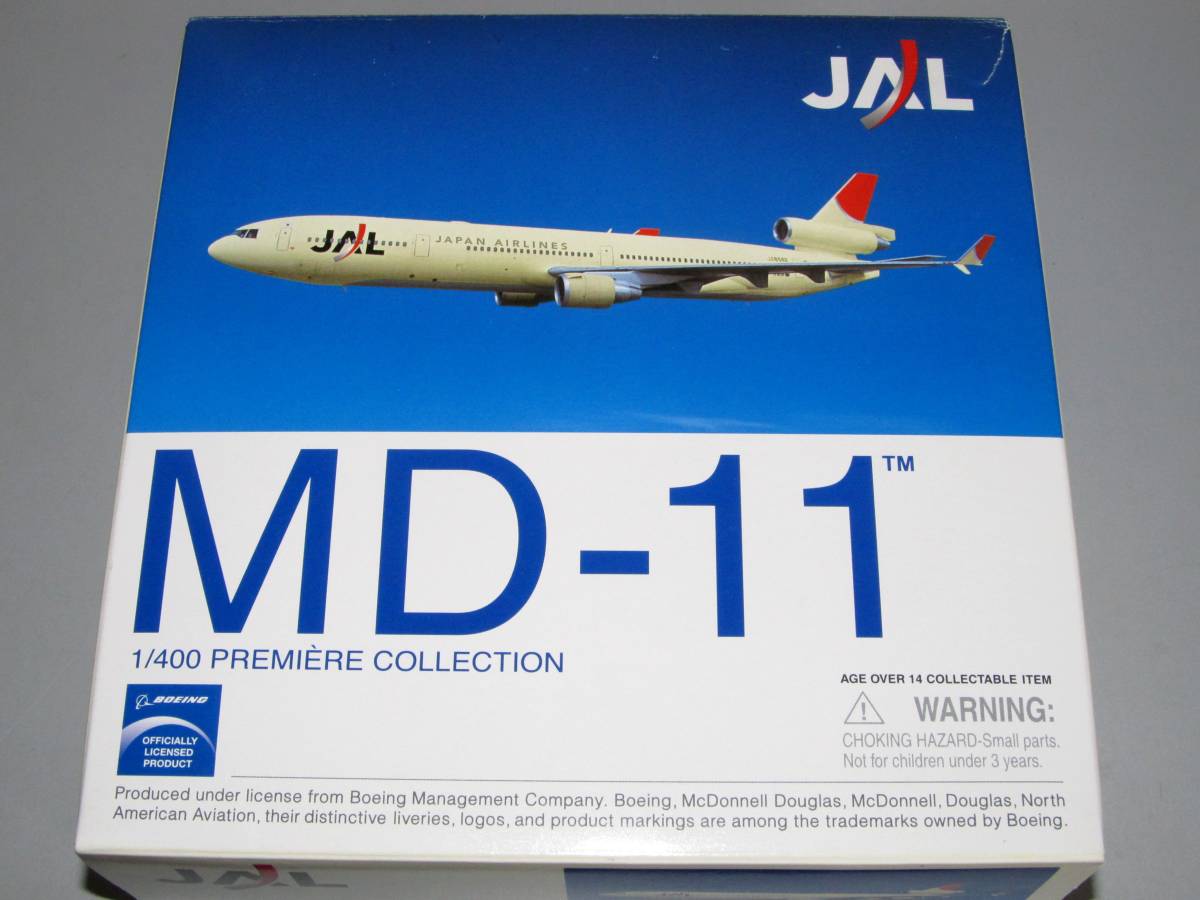 JAL
JAL
JAPAN AIRLINES
MD-11™
1/400 PREMIÈRE COLLECTION
BOEING
OFFICIALLY
LICENSED
PRODUCT
AGE OVER 14 COLLECTABLE ITEM
WARNING:
CHOKING HAZARD-Small parts.
Not for children under 3 years.
Produced under license from Boeing Management Company. Boeing, McDonnell Douglas, McDonnell, Douglas, North
American Aviation, their distinctive liveries, logos, and product markings are among the trademarks owned by Boeing.
JAL